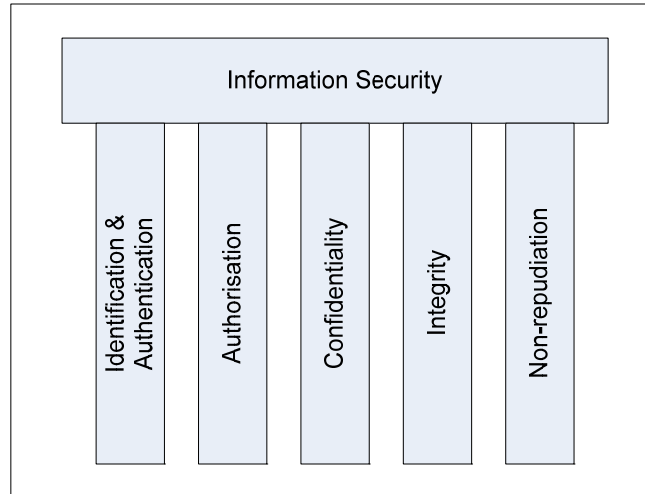 Information Security
Identification &
Authentication
Authorisation
Confidentiality
Integrity
Non-repudiation